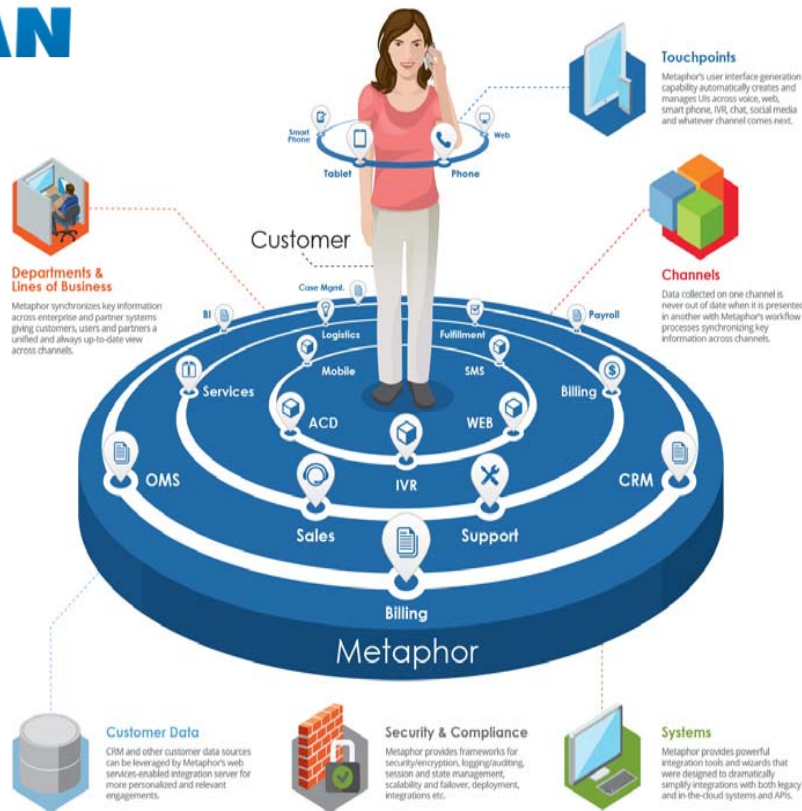 AN
Touchpoints
Metaphor's user interface generation
capability automatically creates and
manages UIs across voice, web,
smart phone, IVR, chat, social media
and whatever channel comes next.
Smart
Phone
Web
Tablet
Phone
Customer
Departments &
Lines of Business
Metaphor synchronizes key information
across enterprise and partner systems
giving customers, users and partners a
unified and always up-to-date view
across channels.
Channels
Data collected on one channel is
never out of date when it is presented
in another with Metaphor's workflow
processes synchronizing key
information across channels.
Case Mgmt.
BI
Payroll
Logistics
Fulfillment
Mobile
SMS
Services
Billing
ACD
WEB
IVR
OMS
CRM
Sales
Support
Billing
Metaphor
Customer Data
CRM and other customer data sources
can be leveraged by Metaphor's web
services-enabled integration server for
more personalized and relevant
engagements.
Security & Compliance
Metaphor provides frameworks for
security/encryption, logging/auditing,
session and state management,
scalability and failover, deployment,
integrations etc.
Systems
Metaphor provides powerful
integration tools and wizards that
were designed to dramatically
simplify integrations with both legacy
and in-the-cloud systems and APIs.